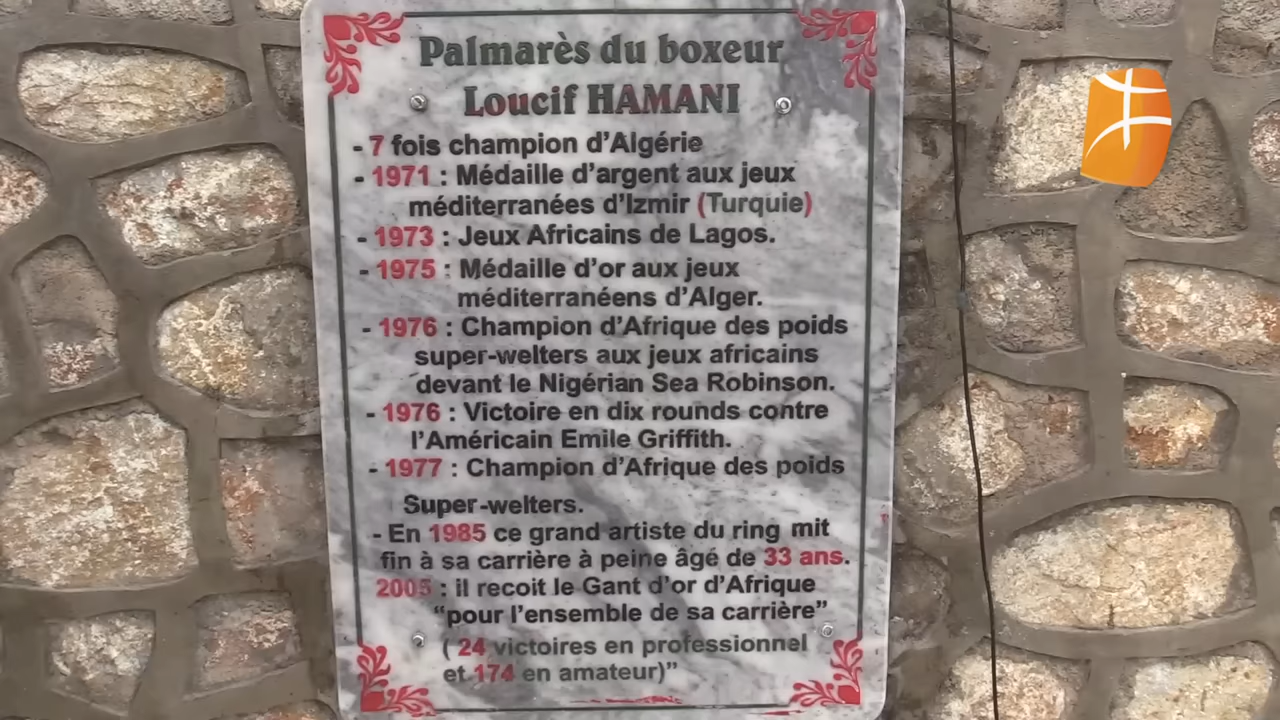 Palmarès du boxeur
Loucif HAMANI
- 7 fois champion d'Algérie
- 1971 : Médaille d'argent aux jeux
méditerranées d'Izmir (Turquie)
- 1973 : Jeux Africains de Lagos.
- 1975 : Médaille d'or aux jeux
méditerranéens d'Alger.
- 1976 : Champion d'Afrique des poids
super-welters aux jeux africains
devant le Nigérian Sea Robinson.
- 1976 : Victoire en dix rounds contre
l'Américain Emile Griffith.
- 1977 : Champion d'Afrique des poids
Super-welters.
- En 1985 ce grand artiste du ring mit
fin à sa carrière à peine âgé de 33 ans.
2005 : il recoit le Gant d'or d'Afrique
“pour l'ensemble de sa carrière”
( 24 victoires en professionnel
et 174 en amateur)”